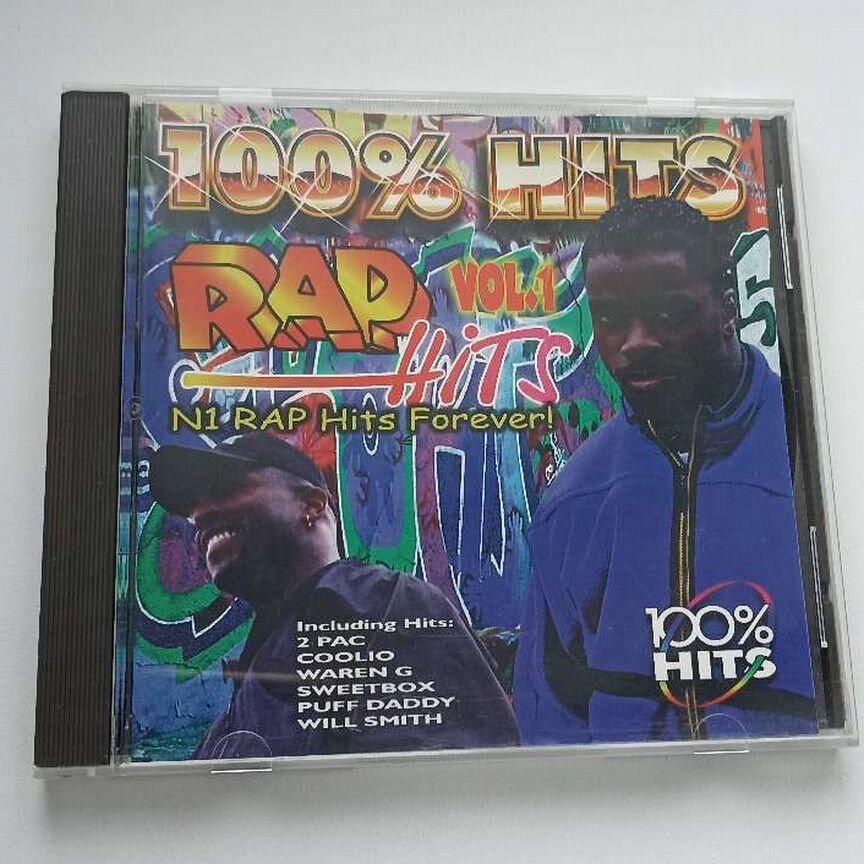 100% HITS
RAP VOL.1
HiTS
N1 RAP Hits Forever!
Including Hits:
2 PAC
COOLIO
WAREN G
SWEETBOX
PUFF DADDY
WILL SMITH
100%
HITS